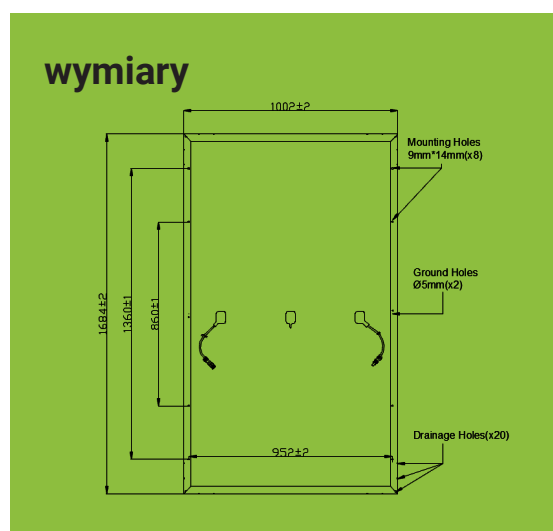 wymiary
1002±2
Mounting Holes
9mm*14mm(x8)
Ground Holes
Ø5mm(x2)
1684±2
1360±1
860±1
Drainage Holes(x20)
952±2